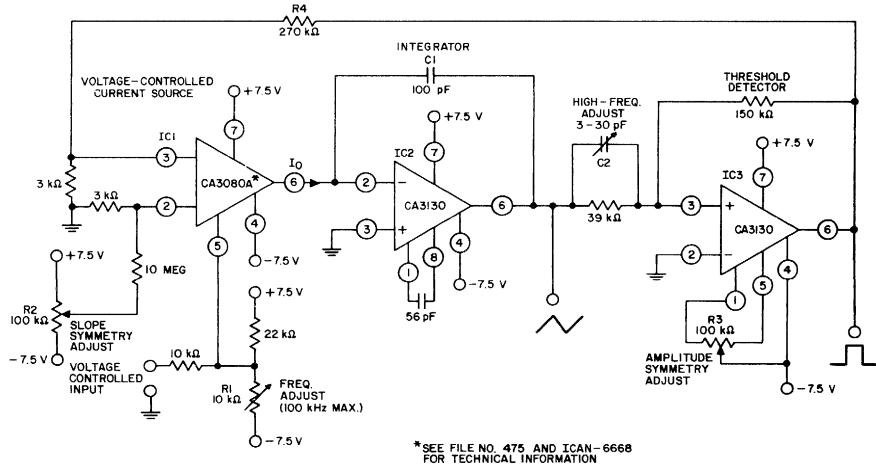 R4
270 kΩ
INTEGRATOR
C1
100 pF
VOLTAGE-CONTROLLED
CURRENT SOURCE
+7.5 V
7
IC1
3
CA3080A*
I0
6
3 kΩ
3 kΩ
2
4
-7.5 V
5
10 MEG
+7.5 V
R2
100 kΩ
SLOPE
SYMMETRY
ADJUST
-7.5 V
VOLTAGE
CONTROLLED
INPUT
10 kΩ
+7.5 V
22 kΩ
R1
10 kΩ
FREQ.
ADJUST
(100 kHz MAX.)
-7.5 V
+7.5 V
IC2
7
2
-
CA3130
6
3
+
4
-7.5 V
1
8
56 pF
HIGH-FREQ.
ADJUST
3-30 pF
C2
39 kΩ
THRESHOLD
DETECTOR
150 kΩ
+7.5 V
IC3
7
3
+
CA3130
6
2
-
4
5
1
R3
100 kΩ
AMPLITUDE
SYMMETRY
ADJUST
-7.5 V
*SEE FILE NO. 475 AND ICAN-6668
FOR TECHNICAL INFORMATION